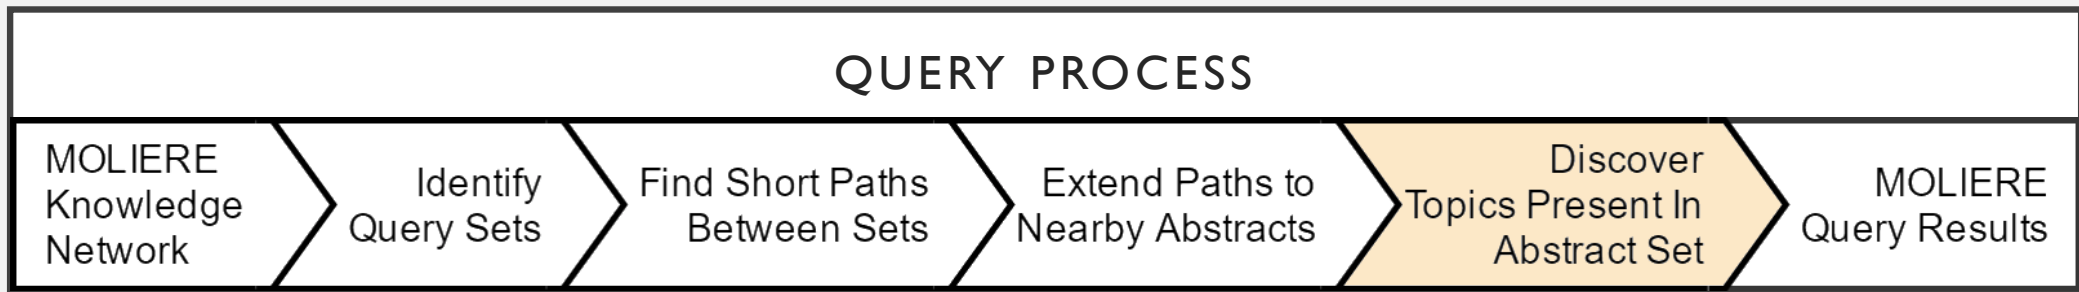 QUERY PROCESS
MOLIERE
Knowledge
Network
Identify
Query Sets
Find Short Paths
Between Sets
Extend Paths to
Nearby Abstracts
Discover
Topics Present In
Abstract Set
MOLIERE
Query Results